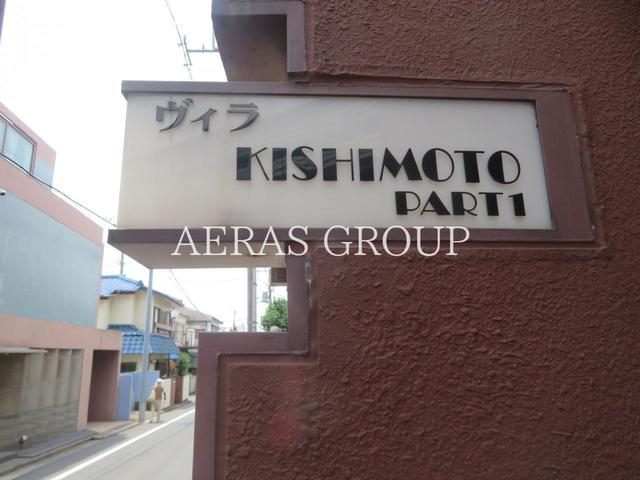 ヴィラ
KISHIMOTO
PART1
AERAS GROUP